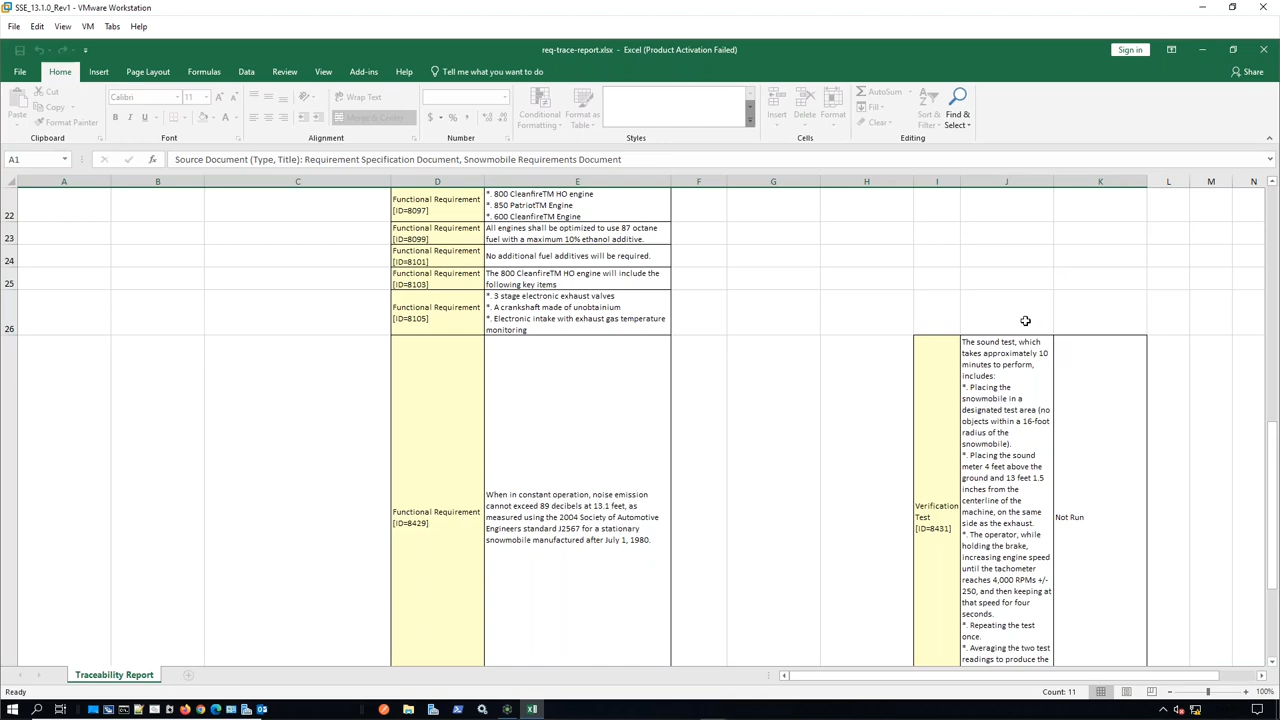 SSE_13.1.0_Rev1 - VMware Workstation
File Edit View VM Tabs Help
req-trace-report.xlsx - Excel (Product Activation Failed)
Sign in
File Home Insert Page Layout Formulas Data Review View Add-ins Help Tell me what you want to do
Share
Paste
Cut
Copy
Format Painter
Clipboard
Calibri 11
B I U
Font
Wrap Text
Merge & Center
Alignment
$ % ,
Number
Conditional
Formatting
Format as
Table
Styles
Insert Delete Format
Cells
AutoSum
Fill
Clear
Sort &
Filter
Find &
Select
Editing
A1
fx
Source Document (Type, Title): Requirement Specification Document, Snowmobile Requirements Document
A B C D E F G H I J K L M N
22
Functional Requirement
[ID=8097]
*. 800 CleanfireTM HO engine
*. 850 PatriotTM Engine
*. 600 CleanfireTM Engine
23
Functional Requirement
[ID=8099]
All engines shall be optimized to use 87 octane
fuel with a maximum 10% ethanol additive.
24
Functional Requirement
[ID=8101]
No additional fuel additives will be required.
25
Functional Requirement
[ID=8103]
The 800 CleanfireTM HO engine will include the
following key items
26
Functional Requirement
[ID=8105]
*. 3 stage electronic exhaust valves
*. A crankshaft made of unobtainium
*. Electronic intake with exhaust gas temperature
monitoring
Functional Requirement
[ID=8429]
When in constant operation, noise emission
cannot exceed 89 decibels at 13.1 feet, as
measured using the 2004 Society of Automotive
Engineers standard J2567 for a stationary
snowmobile manufactured after July 1, 1980.
Verification
Test
[ID=8431]
The sound test, which
takes approximately 10
minutes to perform,
includes:
*. Placing the
snowmobile in a
designated test area (no
objects within a 16-foot
radius of the
snowmobile).
*. Placing the sound
meter 4 feet above the
ground and 13 feet 1.5
inches from the
centerline of the
machine, on the same
side as the exhaust.
*. The operator, while
holding the brake,
increasing engine speed
until the tachometer
reaches 4,000 RPMs +/-
250, and then keeping at
that speed for four
seconds.
*. Repeating the test
once.
*. Averaging the two test
readings to produce the
Not Run
Traceability Report
Ready
Count: 11
100%